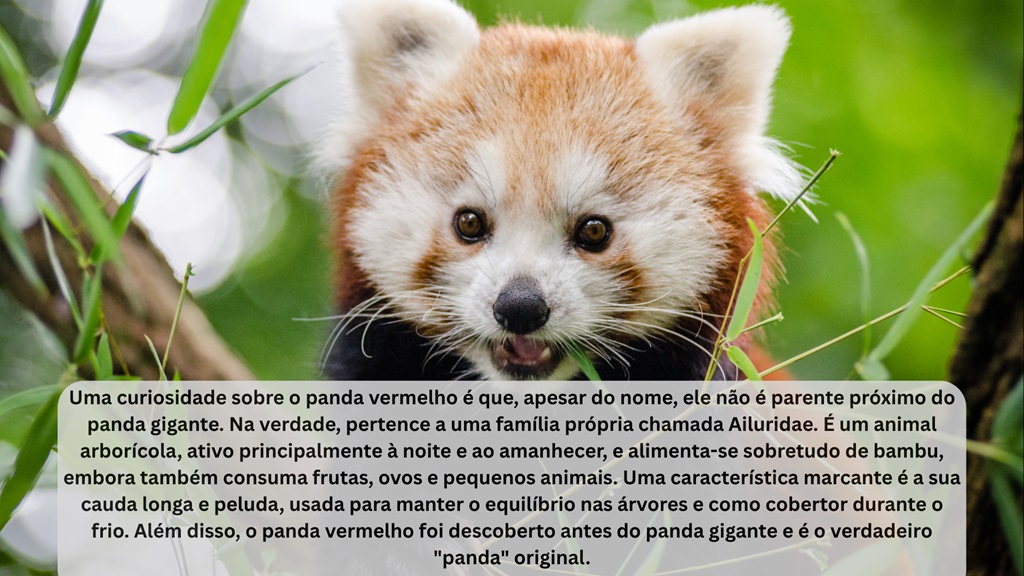 Uma curiosidade sobre o panda vermelho é que, apesar do nome, ele não é parente próximo do
panda gigante. Na verdade, pertence a uma família própria chamada Ailuridae. É um animal
arborícola, ativo principalmente à noite e ao amanhecer, e alimenta-se sobretudo de bambu,
embora também consuma frutas, ovos e pequenos animais. Uma característica marcante é a sua
cauda longa e peluda, usada para manter o equilíbrio nas árvores e como cobertor durante o
frio. Além disso, o panda vermelho foi descoberto antes do panda gigante e é o verdadeiro
"panda" original.